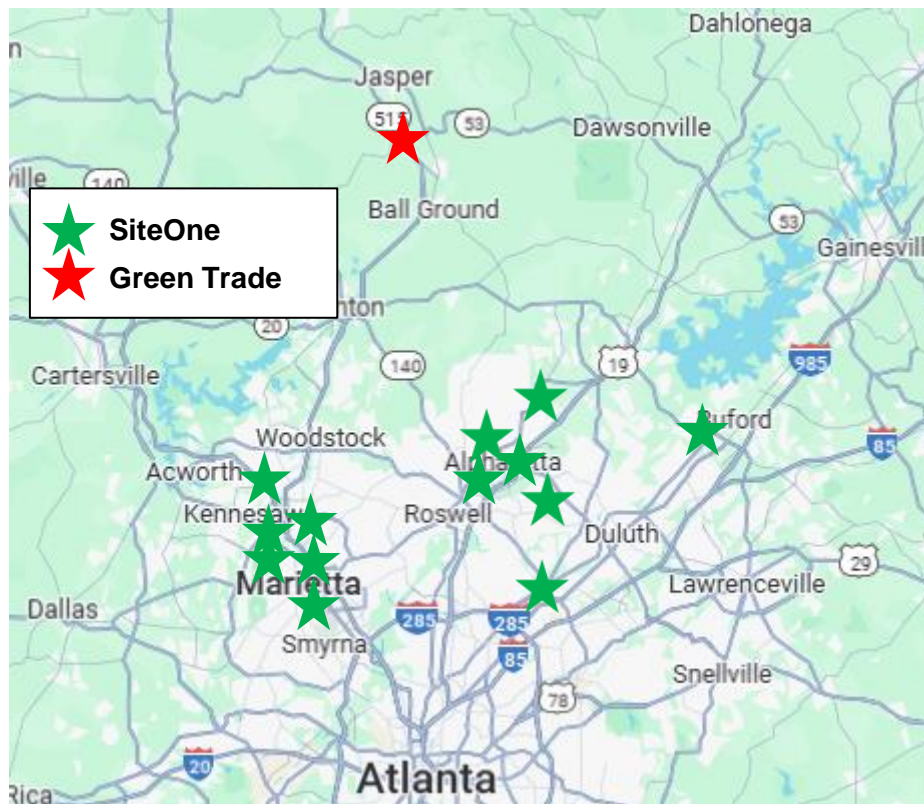 Dahlonega
n
Jasper
515
53
Dawsonville
ville
140
Ball Ground
SiteOne
Green Trade
53
Gainesvill
nton
20
19
985
140
Cartersville
Buford
Woodstock
85
Alpharetta
Acworth
Kennesaw
Roswell
Duluth
29
Marietta
Lawrenceville
Dallas
285
285
Smyrna
85
Snellville
78
20
Atlanta
Rica